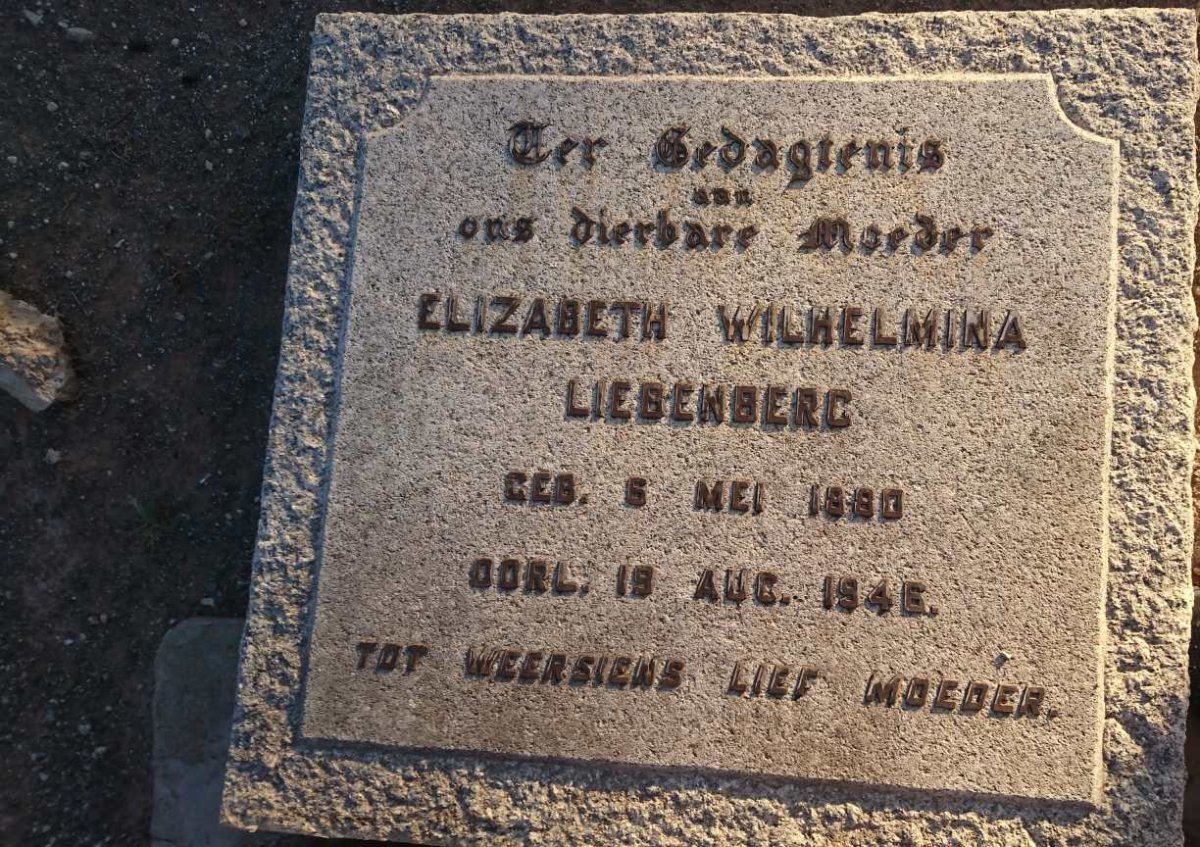 Ter Gedagtenis
aan
ons dierbare Moeder
ELIZABETH WILHELMINA
LIEBENBERG
GEB. 6 MEI 1880
OORL. 19 AUG. 1946.
TOT WEERSIENS LIEF MOEDER.